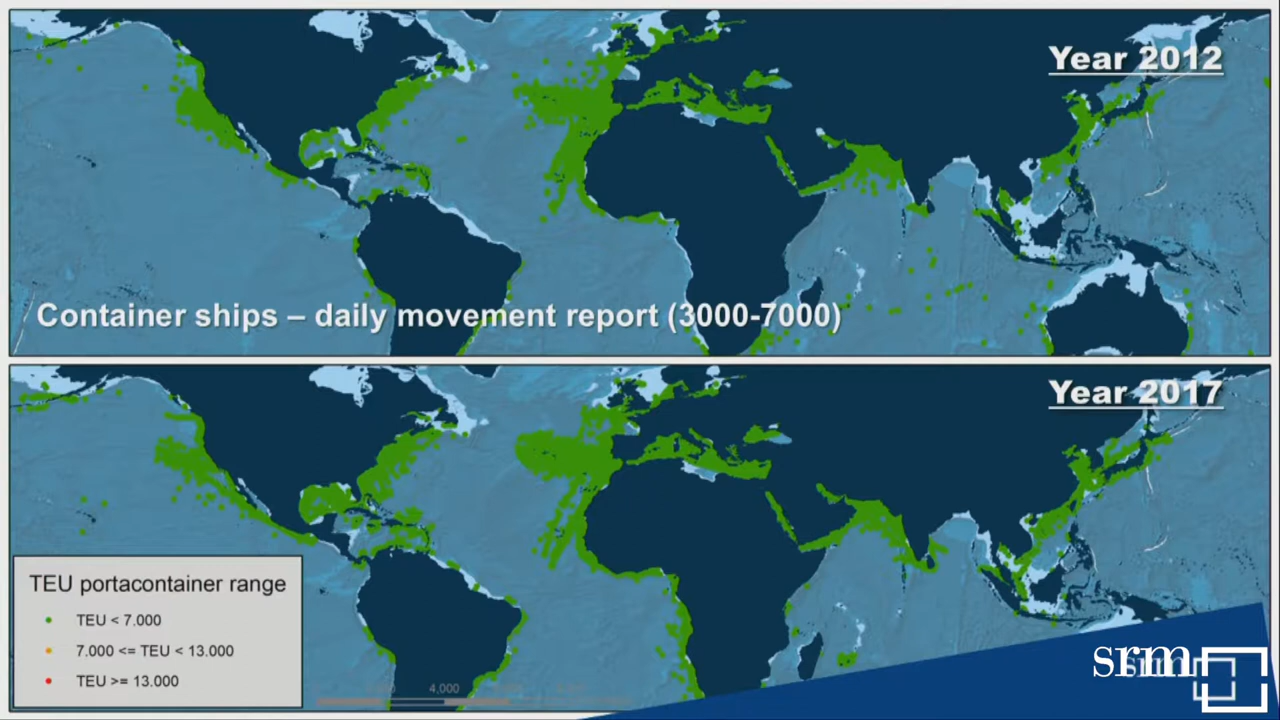 Year 2012
Container ships – daily movement report (3000-7000)
Year 2017
TEU portacontainer range
TEU < 7.000
7.000 <= TEU < 13.000
TEU >= 13.000
4,000
srm
srm